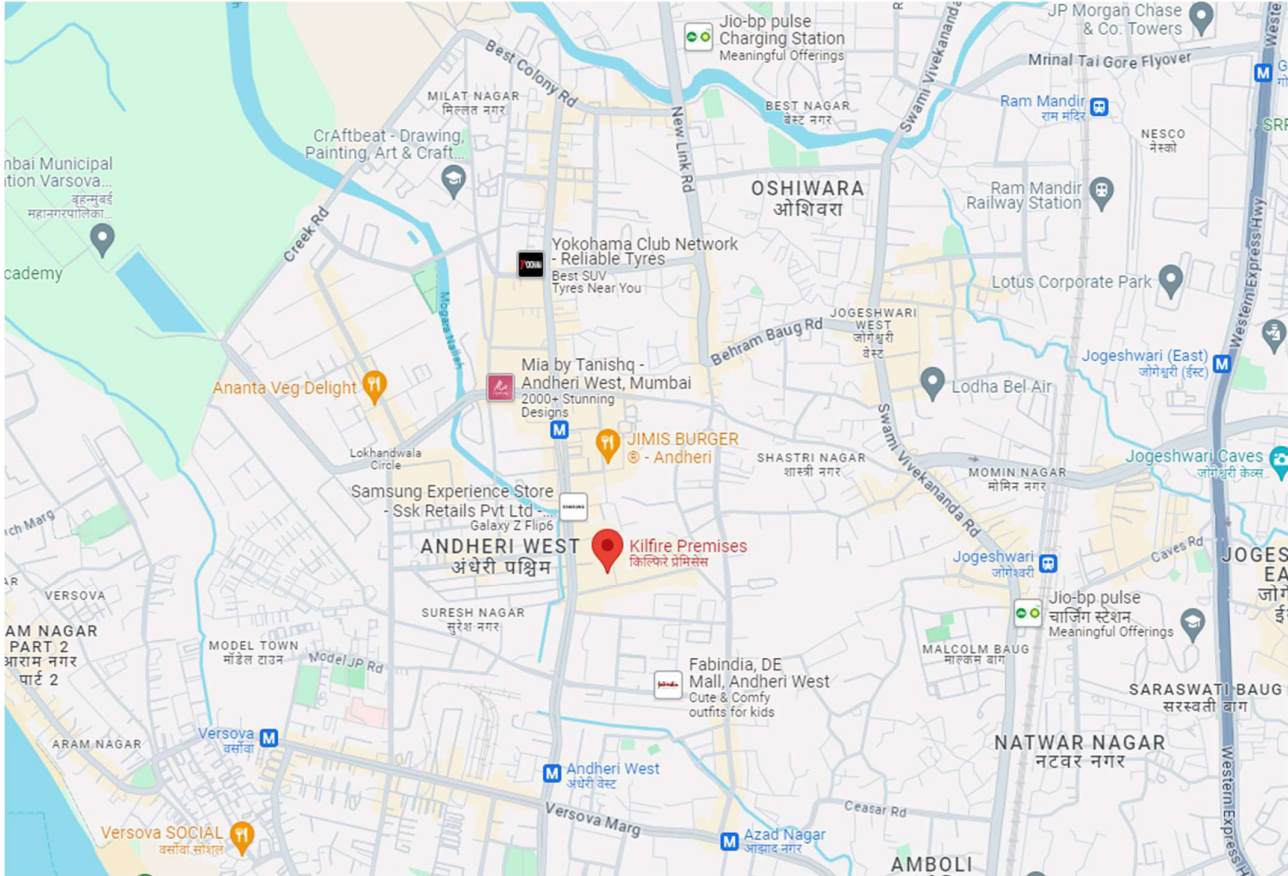 Jio-bp pulse
Charging Station
Meaningful Offerings
JP Morgan Chase
& Co. Towers
Best Colony Rd
Mrinal Tai Gore Flyover
Swami Vivekananda
MILAT NAGAR
मिल्लत नगर
New Link Rd
BEST NAGAR
बेस्ट नगर
Ram Mandir
राम मंदिर
NESCO
नेस्को
CrAftbeat - Drawing,
Painting, Art & Craft...
OSHIWARA
ओशिवरा
Ram Mandir
Railway Station
Western Express Hwy
बृहन्मुंबई
महानगरपालिका...
Creek Rd
Yokohama Club Network
- Reliable Tyres
Best SUV
Tyres Near You
Lotus Corporate Park
Mogara Nallah
Behram Baug Rd
JOGESHWARI
WEST
जोगेश्वरी
वेस्ट
Jogeshwari (East)
जोगेश्वरी (ईस्ट)
Mia by Tanishq -
Andheri West, Mumbai
2000+ Stunning
Designs
Ananta Veg Delight
Lodha Bel Air
JIMIS BURGER
® - Andheri
Lokhandwala
Circle
SHASTRI NAGAR
शास्त्री नगर
Swami Vivekananda Rd
MOMIN NAGAR
मोमिन नगर
Jogeshwari Caves
जोगेश्वरी केव्स
Samsung Experience Store
- Ssk Retails Pvt Ltd -...
Galaxy Z Flip6
SAMSUNG
ANDHERI WEST
अंधेरी पश्चिम
Kilfire Premises
किल्फिरे प्रेमिसेस
Jogeshwari
जोगेश्वरी
Caves Rd
VERSOVA
SURESH NAGAR
सुरेश नगर
Jio-bp pulse
चार्जिंग स्टेशन
Meaningful Offerings
PART 2
आराम नगर
पार्ट 2
MODEL TOWN
मॉडेल टाउन
Model JP Rd
MALCOLM BAUG
माल्कम बाग
Fabindia, DE
Mall, Andheri West
Cute & Comfy
outfits for kids
SARASWATI BAUG
सरस्वती बाग
Versova
वर्सोवा
ARAM NAGAR
NATWAR NAGAR
नटवर नगर
Andheri West
अंधेरी वेस्ट
Versova Marg
Ceasar Rd
Western Express H
Versova SOCIAL
वर्सोवा सोशल
Azad Nagar
आझाद नगर
AMBOLI